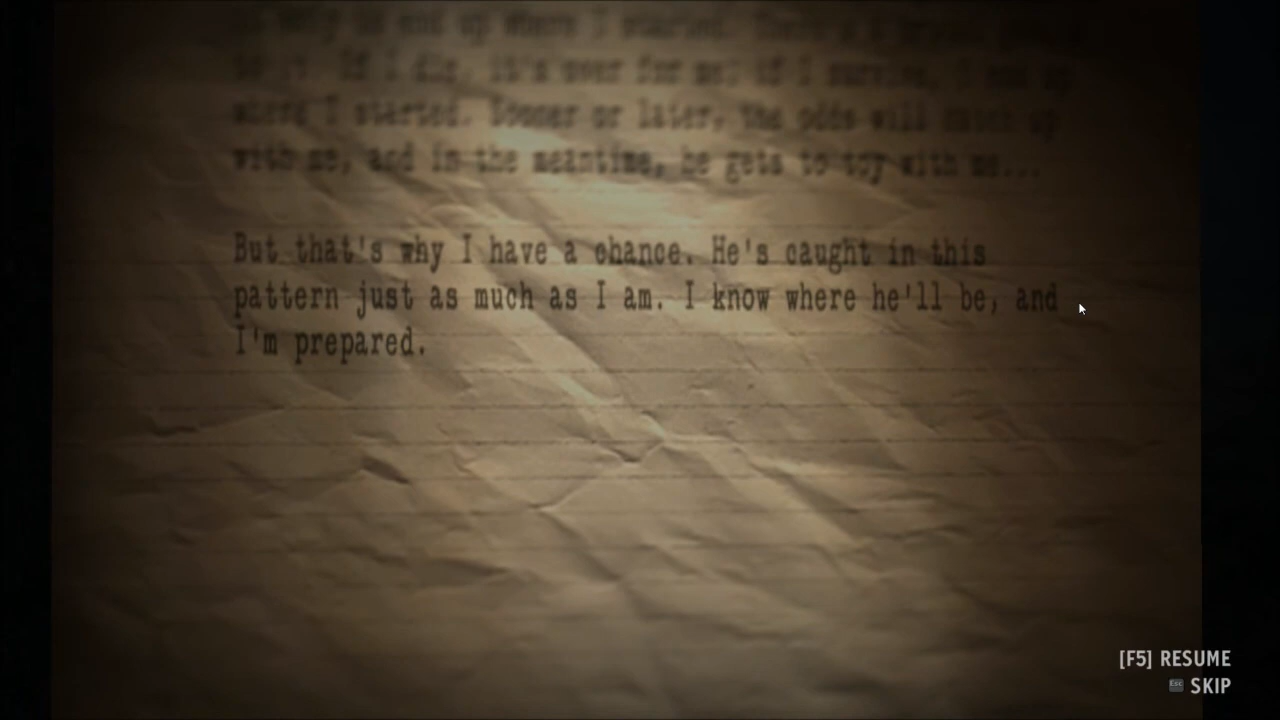 to it. If I die, it's over for me; if I survive, I end up
where I started. Sooner or later, the odds will catch up
with me, and in the meantime, he gets to toy with me...
But that's why I have a chance. He's caught in this
pattern just as much as I am. I know where he'll be, and
I'm prepared.
[F5] RESUME
Esc SKIP